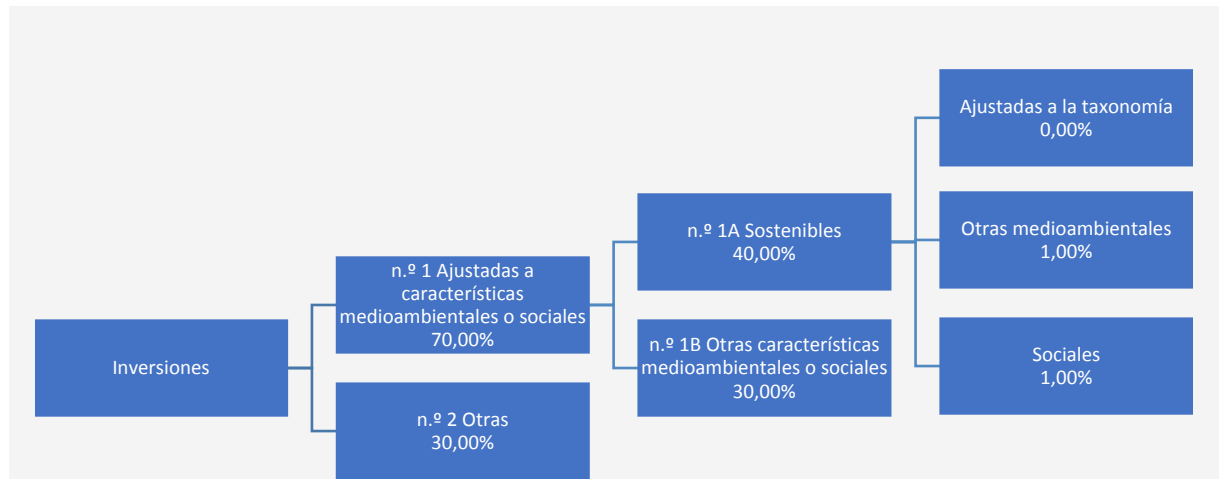 Inversiones
n.º 1 Ajustadas a
características
medioambientales o sociales
70,00%
n.º 2 Otras
30,00%
n.º 1A Sostenibles
40,00%
n.º 1B Otras características
medioambientales o sociales
30,00%
Ajustadas a la taxonomía
0,00%
Otras medioambientales
1,00%
Sociales
1,00%